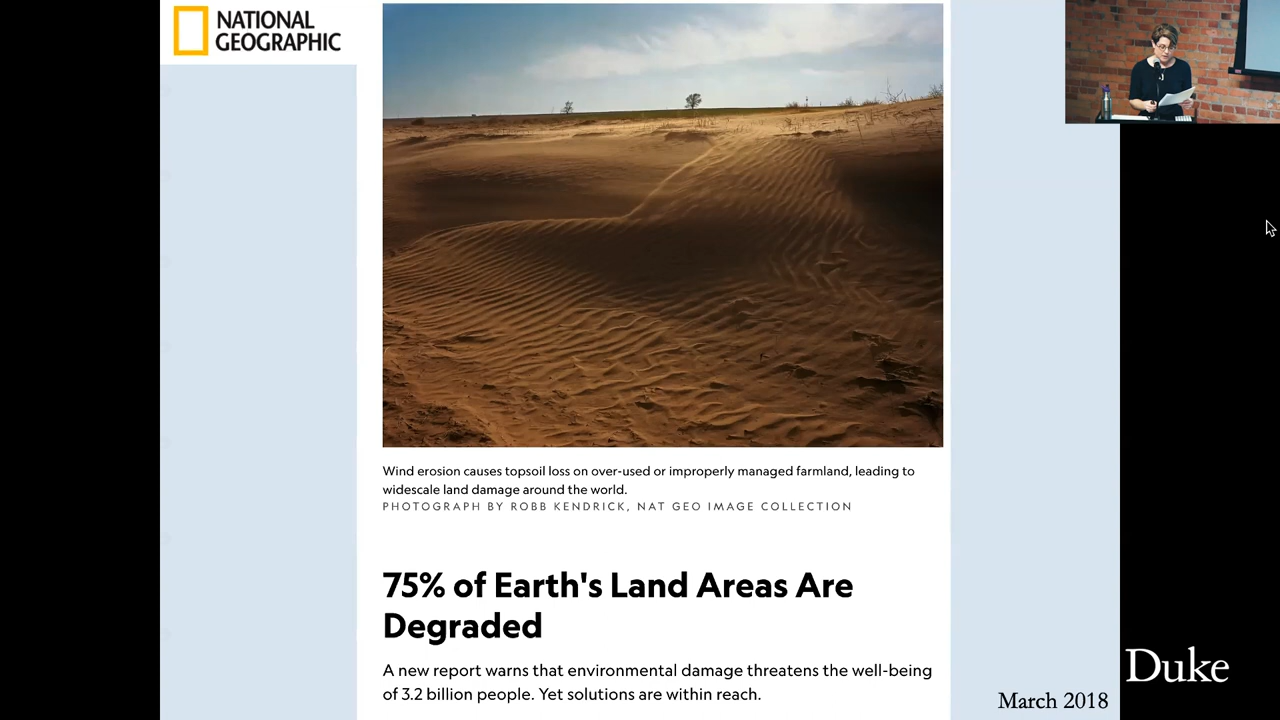 NATIONAL
GEOGRAPHIC
Wind erosion causes topsoil loss on over-used or improperly managed farmland, leading to
widescale land damage around the world.
PHOTOGRAPH BY ROBB KENDRICK, NAT GEO IMAGE COLLECTION
75% of Earth's Land Areas Are
Degraded
A new report warns that environmental damage threatens the well-being
of 3.2 billion people. Yet solutions are within reach.
March 2018
Duke